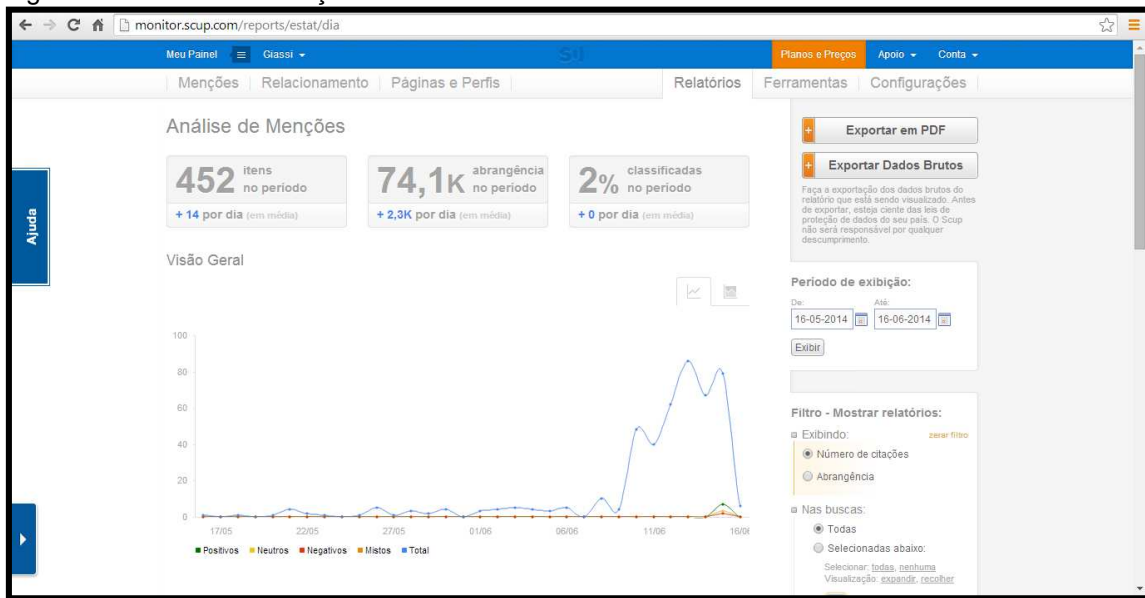 monitor.scup.com/reports/estat/dia
Meu Painel Giassi Planos e Preços Apoio Conta
Menções Relacionamento Páginas e Perfis Relatórios Ferramentas Configurações
Análise de Menções
452 itens no período
+ 14 por dia (em média)
74,1K abrangência no período
+ 2,3K por dia (em média)
2% classificadas no período
+ 0 por dia (em média)
Visão Geral
100
80
60
40
20
0
17/05 22/05 27/05 01/06 06/06 11/06 16/06
Positivos Neutros Negativos Mistos Total
Ajuda
+ Exportar em PDF
+ Exportar Dados Brutos
Faça a exportação dos dados brutos do
relatório que está sendo visualizado. Antes
de exportar, esteja ciente das leis de
proteção de dados do seu país. O Scup
não será responsável por qualquer
descumprimento.
Período de exibição:
De: Até:
16-05-2014 16-06-2014
Exibir
Filtro - Mostrar relatórios:
Exibindo: zerar filtro
Número de citações
Abrangência
Nas buscas:
Todas
Selecionadas abaixo:
Selecionar: todas, nenhuma
Visualização: expandir, recolher